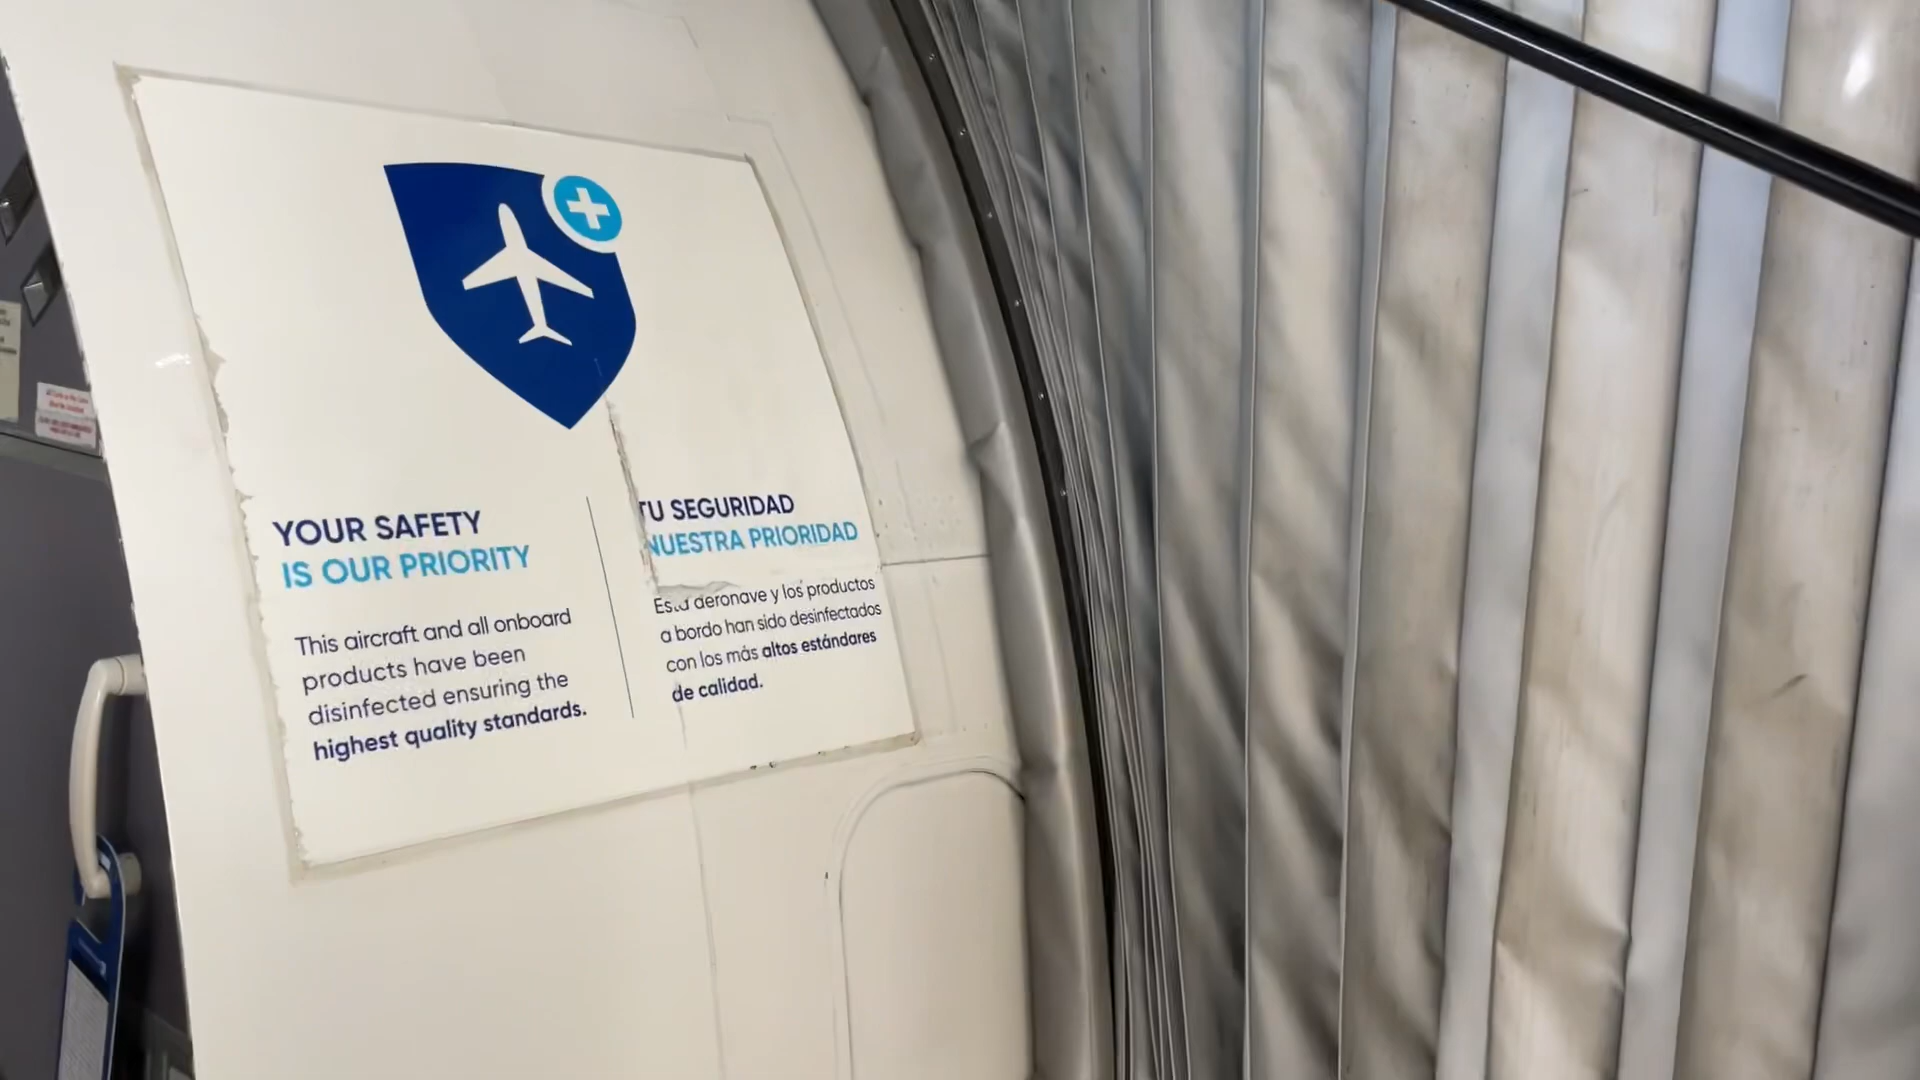 YOUR SAFETY
IS OUR PRIORITY
This aircraft and all onboard
products have been
disinfected ensuring the
highest quality standards.
TU SEGURIDAD
NUESTRA PRIORIDAD
Esta aeronave y los productos
a bordo han sido desinfectados
con los más altos estándares
de calidad.